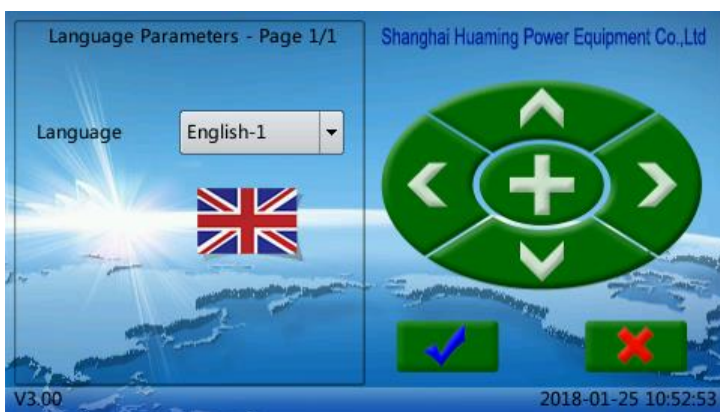 Language Parameters - Page 1/1
Shanghai Huaming Power Equipment Co.,Ltd
Language
English-1
V3.00
2018-01-25 10:52:53